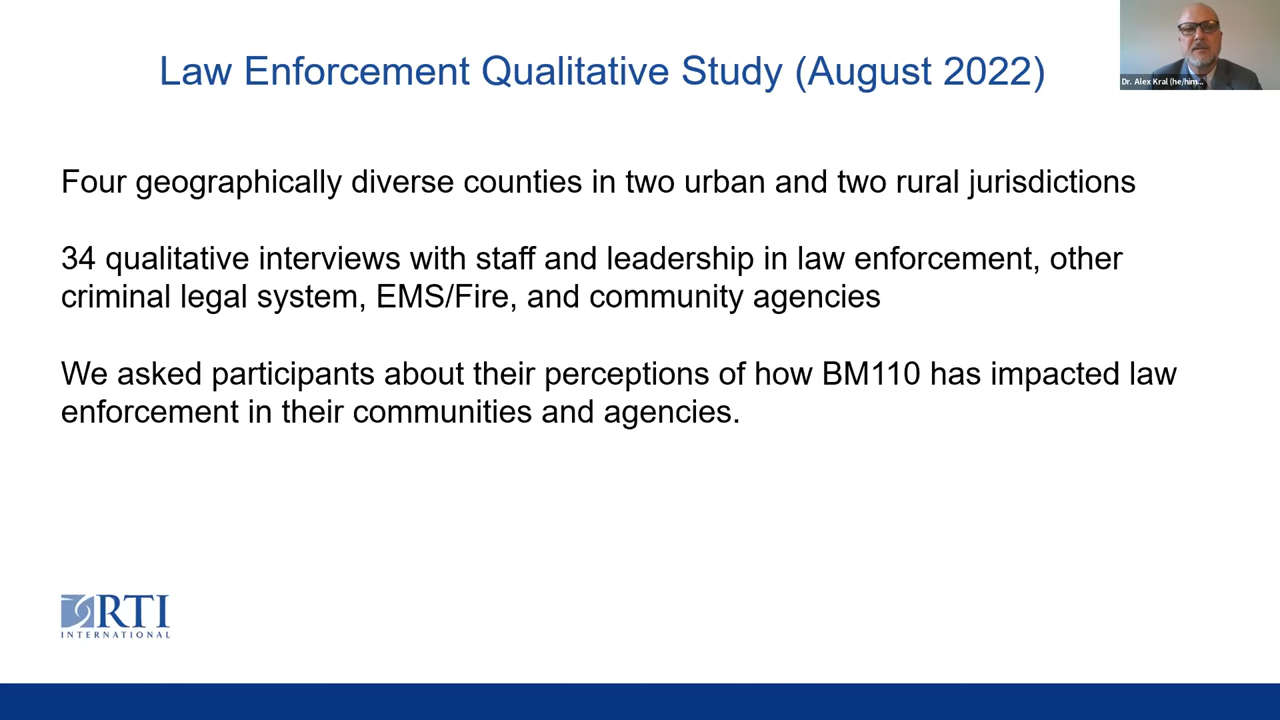 Law Enforcement Qualitative Study (August 2022)
Dr. Alex Kral (he/him...
Four geographically diverse counties in two urban and two rural jurisdictions
34 qualitative interviews with staff and leadership in law enforcement, other
criminal legal system, EMS/Fire, and community agencies
We asked participants about their perceptions of how BM110 has impacted law
enforcement in their communities and agencies.
RTI
INTERNATIONAL